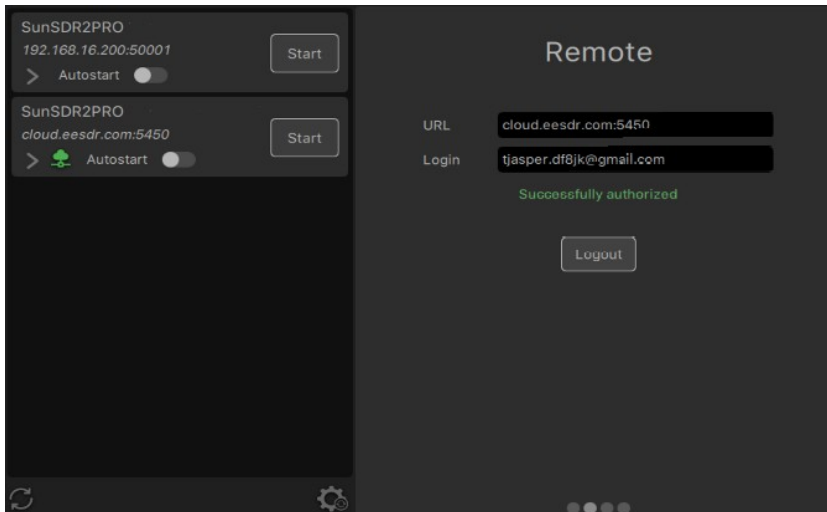 SunSDR2PRO
192.168.16.200:50001
Start
Autostart
SunSDR2PRO
cloud.eesdr.com:5450
Start
Autostart
Remote
URL cloud.eesdr.com:5450
Login tjasper.df8jk@gmail.com
Successfully authorized
Logout